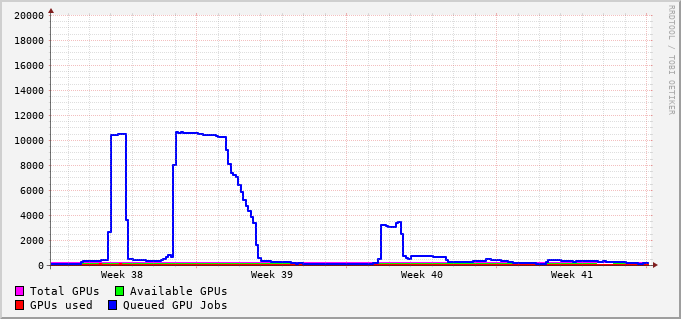 20000
18000
16000
14000
12000
10000
8000
6000
4000
2000
0
Week 38 Week 39 Week 40 Week 41
Total GPUs Available GPUs
GPUs used Queued GPU Jobs
RRDTOOL / TOBI OETIKER